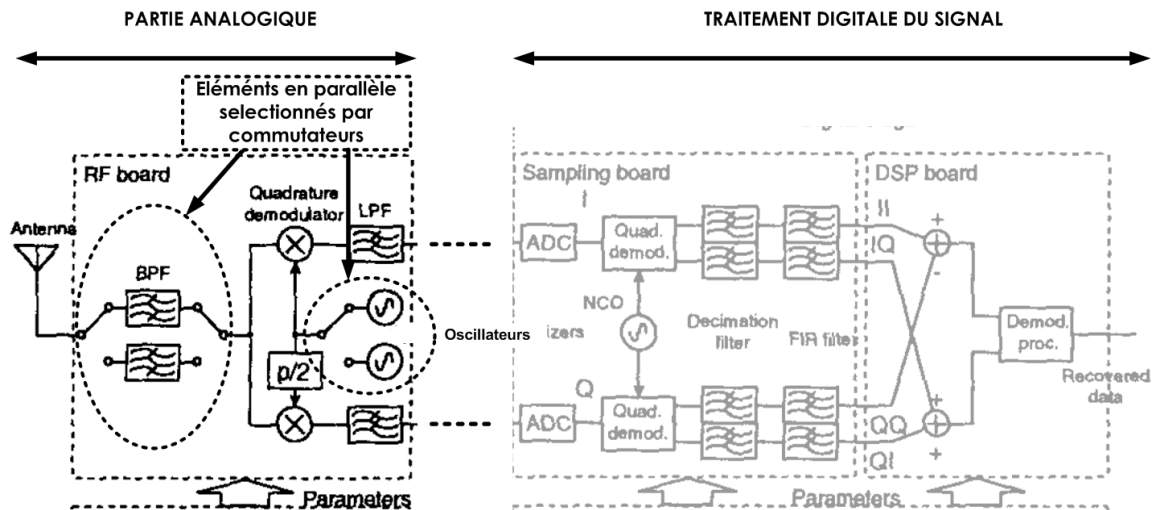 PARTIE ANALOGIQUE
TRAITEMENT DIGITALE DU SIGNAL
Eléménts en parallèle
selectionnés par
commutateurs
RF board
Quadrature
demodulator
LPF
Antenna
BPF
Oscillateurs
p/2
Parameters
Sampling board
I
ADC
Quad.
demod.
NCO
izers
Decimation
filter
FIR filter
Q
ADC
Quad.
demod.
Parameters
DSP board
II
IQ
+
-
Demod.
proc.
Recovered
data
QQ
QI
+
+